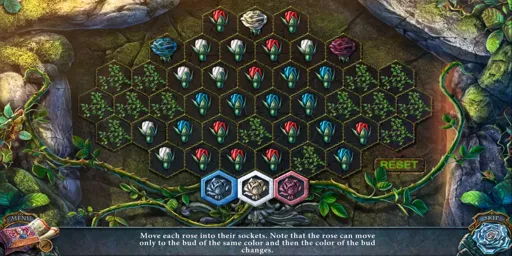 RESET
MENU
SKIP
Move each rose into their sockets. Note that the rose can move
only to the bud of the same color and then the color of the bud
changes.